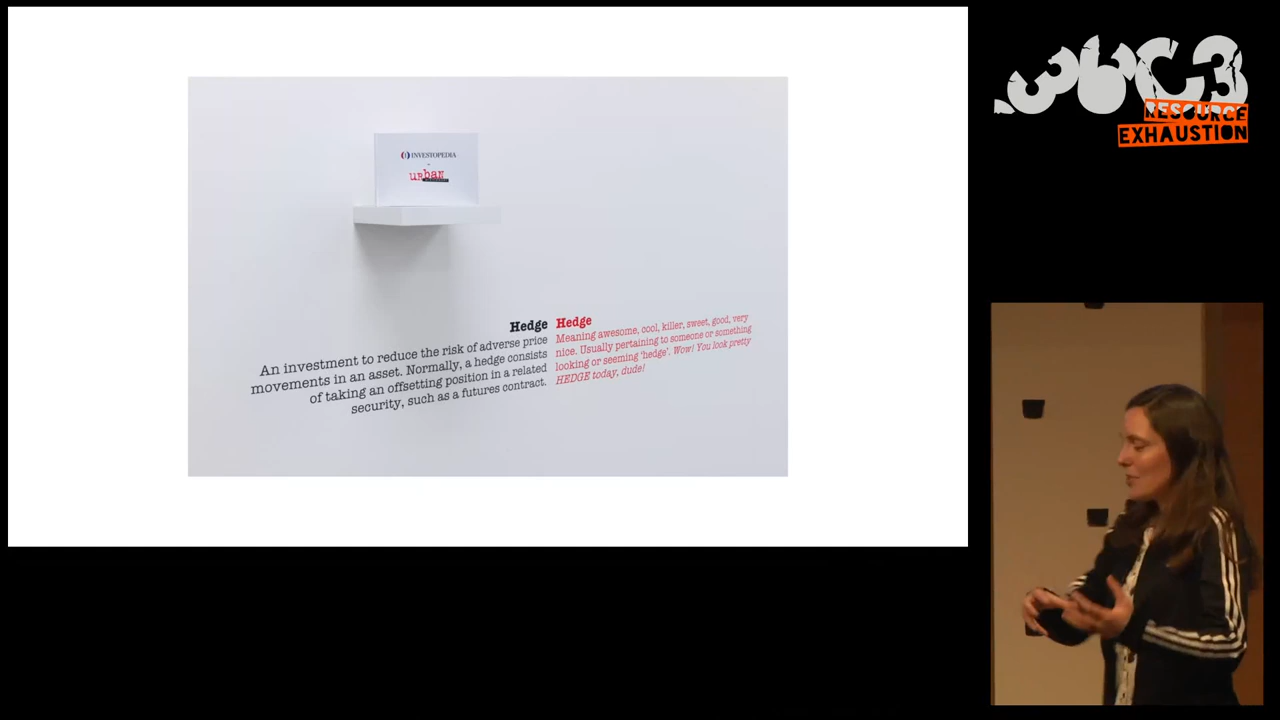 36C3
RESOURCE
EXHAUSTION
INVESTOPEDIA
urban
Hedge
An investment to reduce the risk of adverse price
movements in an asset. Normally, a hedge consists
of taking an offsetting position in a related
security, such as a futures contract.
Hedge
Meaning awesome, cool, killer, sweet, good, very
nice. Usually pertaining to someone or something
looking or seeming 'hedge'. Wow! You look pretty
HEDGE today, dude!